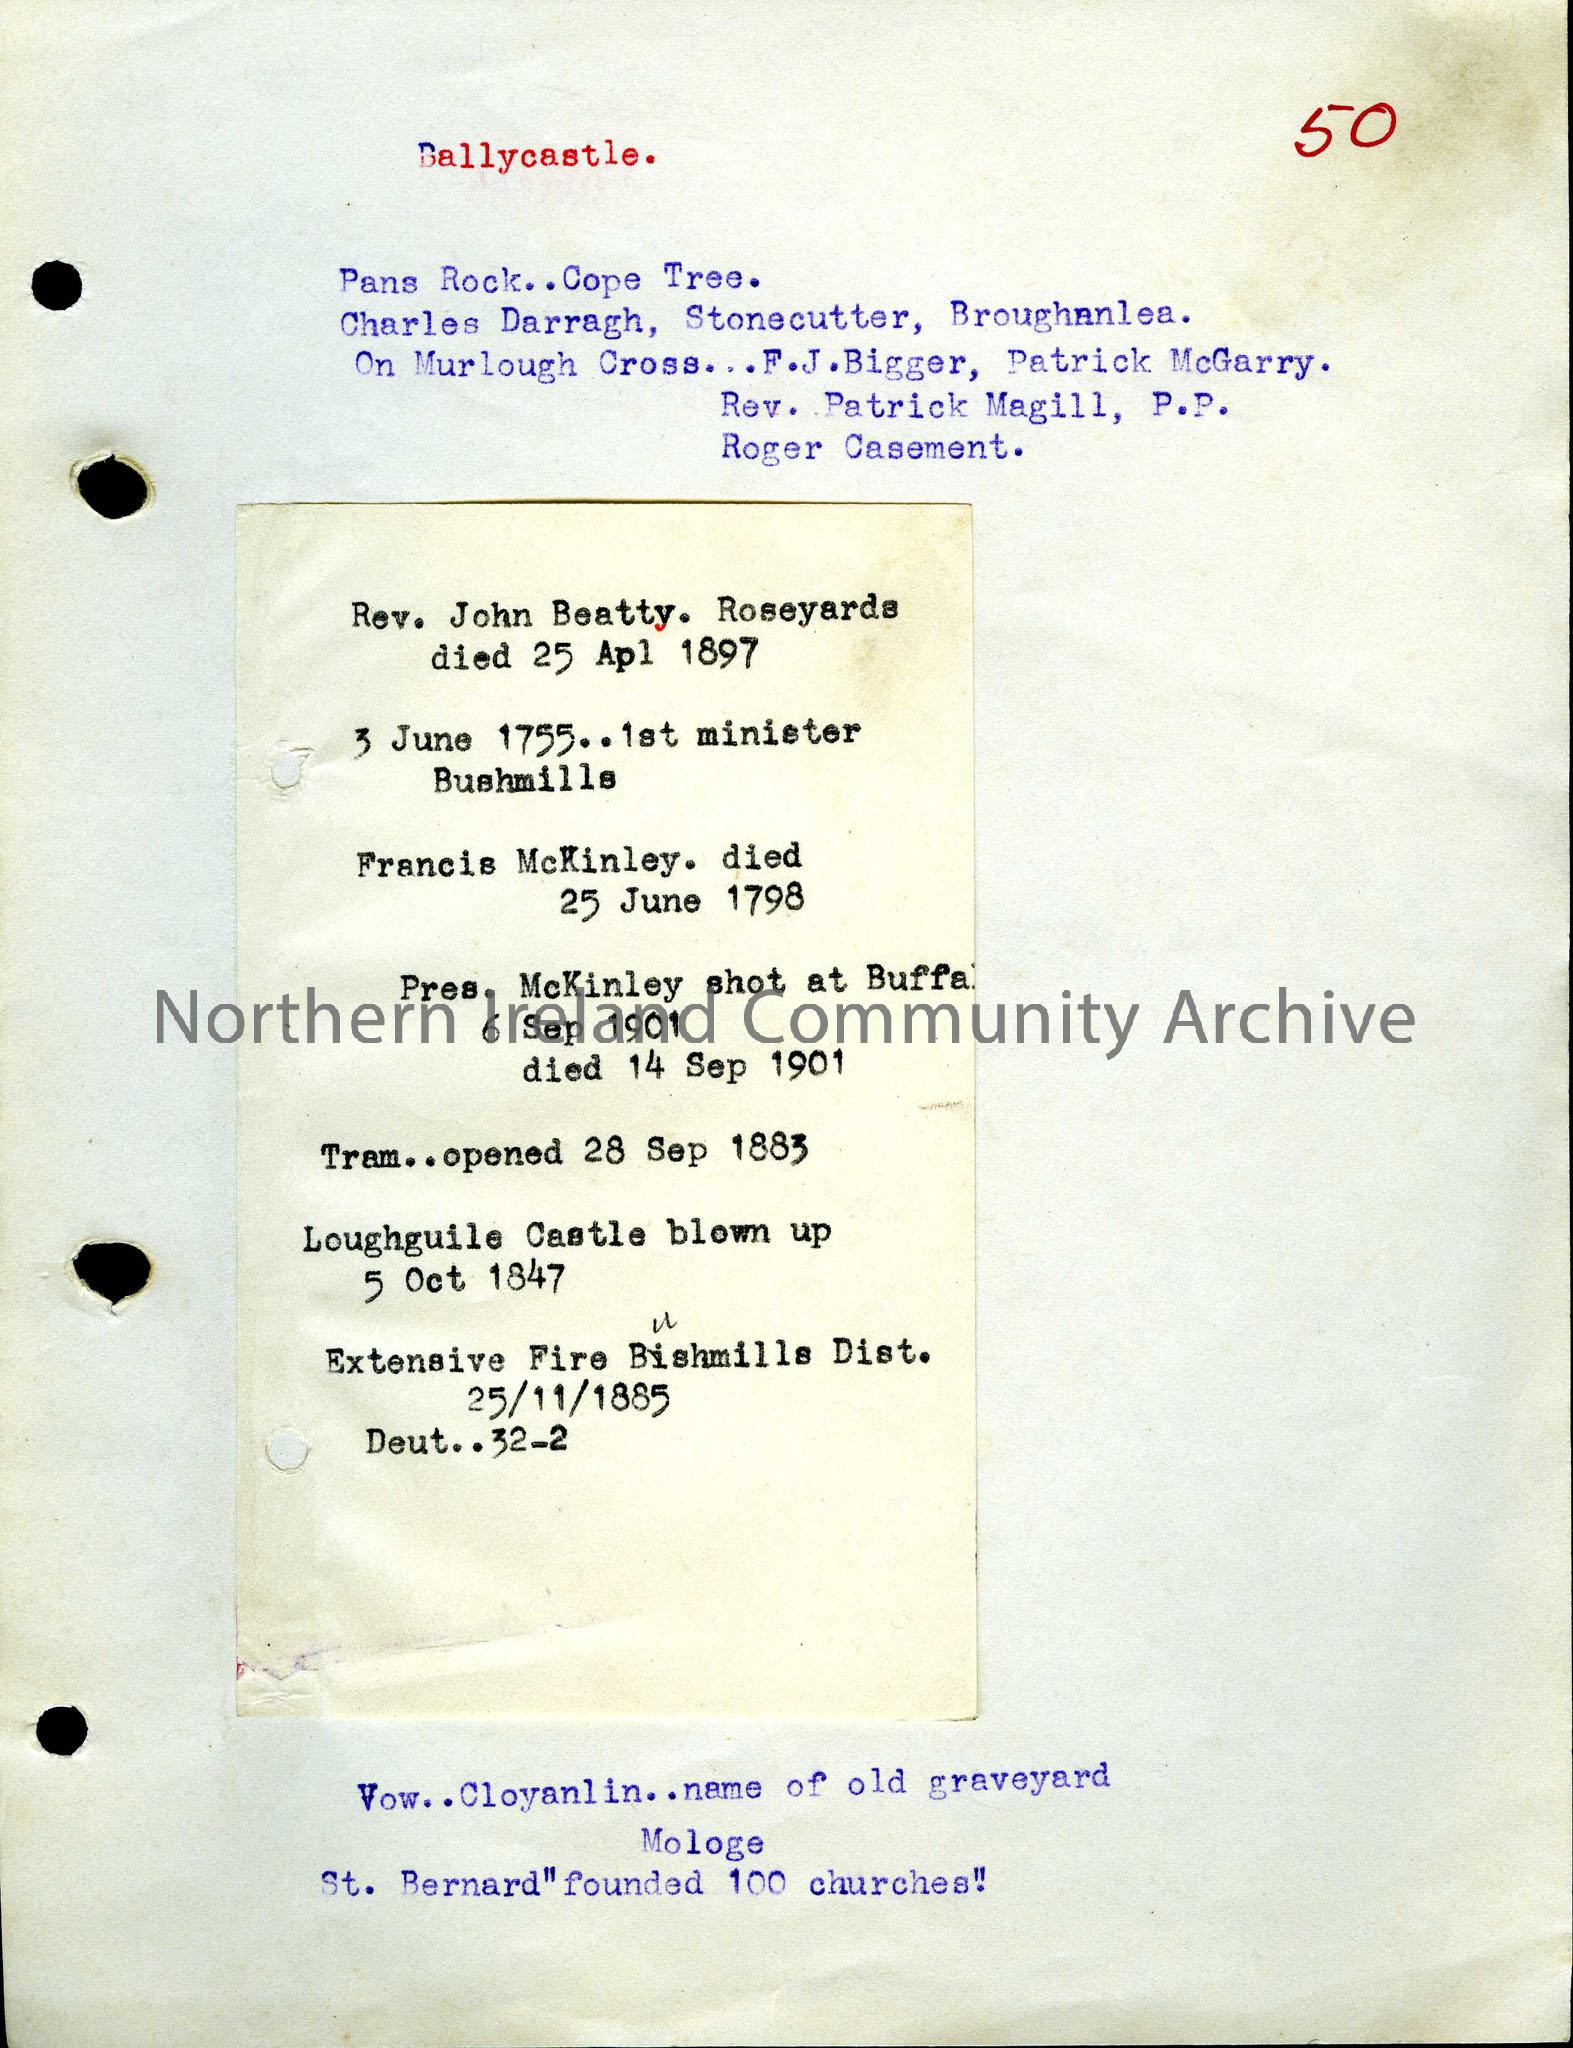 50
Ballycastle.
Pans Rock..Cope Tree.
Charles Darragh, Stonecutter, Broughanlea.
On Murlough Cross...F.J.Bigger, Patrick McGarry.
Rev. Patrick Magill, P.P.
Roger Casement.
Rev. John Beatty. Roseyards
died 25 Apl 1897
3 June 1755..1st minister
Bushmills
Francis McKinley. died
25 June 1798
Pres. McKinley shot at Buffal
Northern Ireland Community Archive
6 Sep 1901
died 14 Sep 1901
Tram..opened 28 Sep 1883
Loughguile Castle blown up
5 Oct 1847
u
Extensive Fire Bishmills Dist.
25/11/1885
Deut..32-2
Vow..Cloyanlin..name of old graveyard
Mologe
St. Bernard"founded 100 churches"!